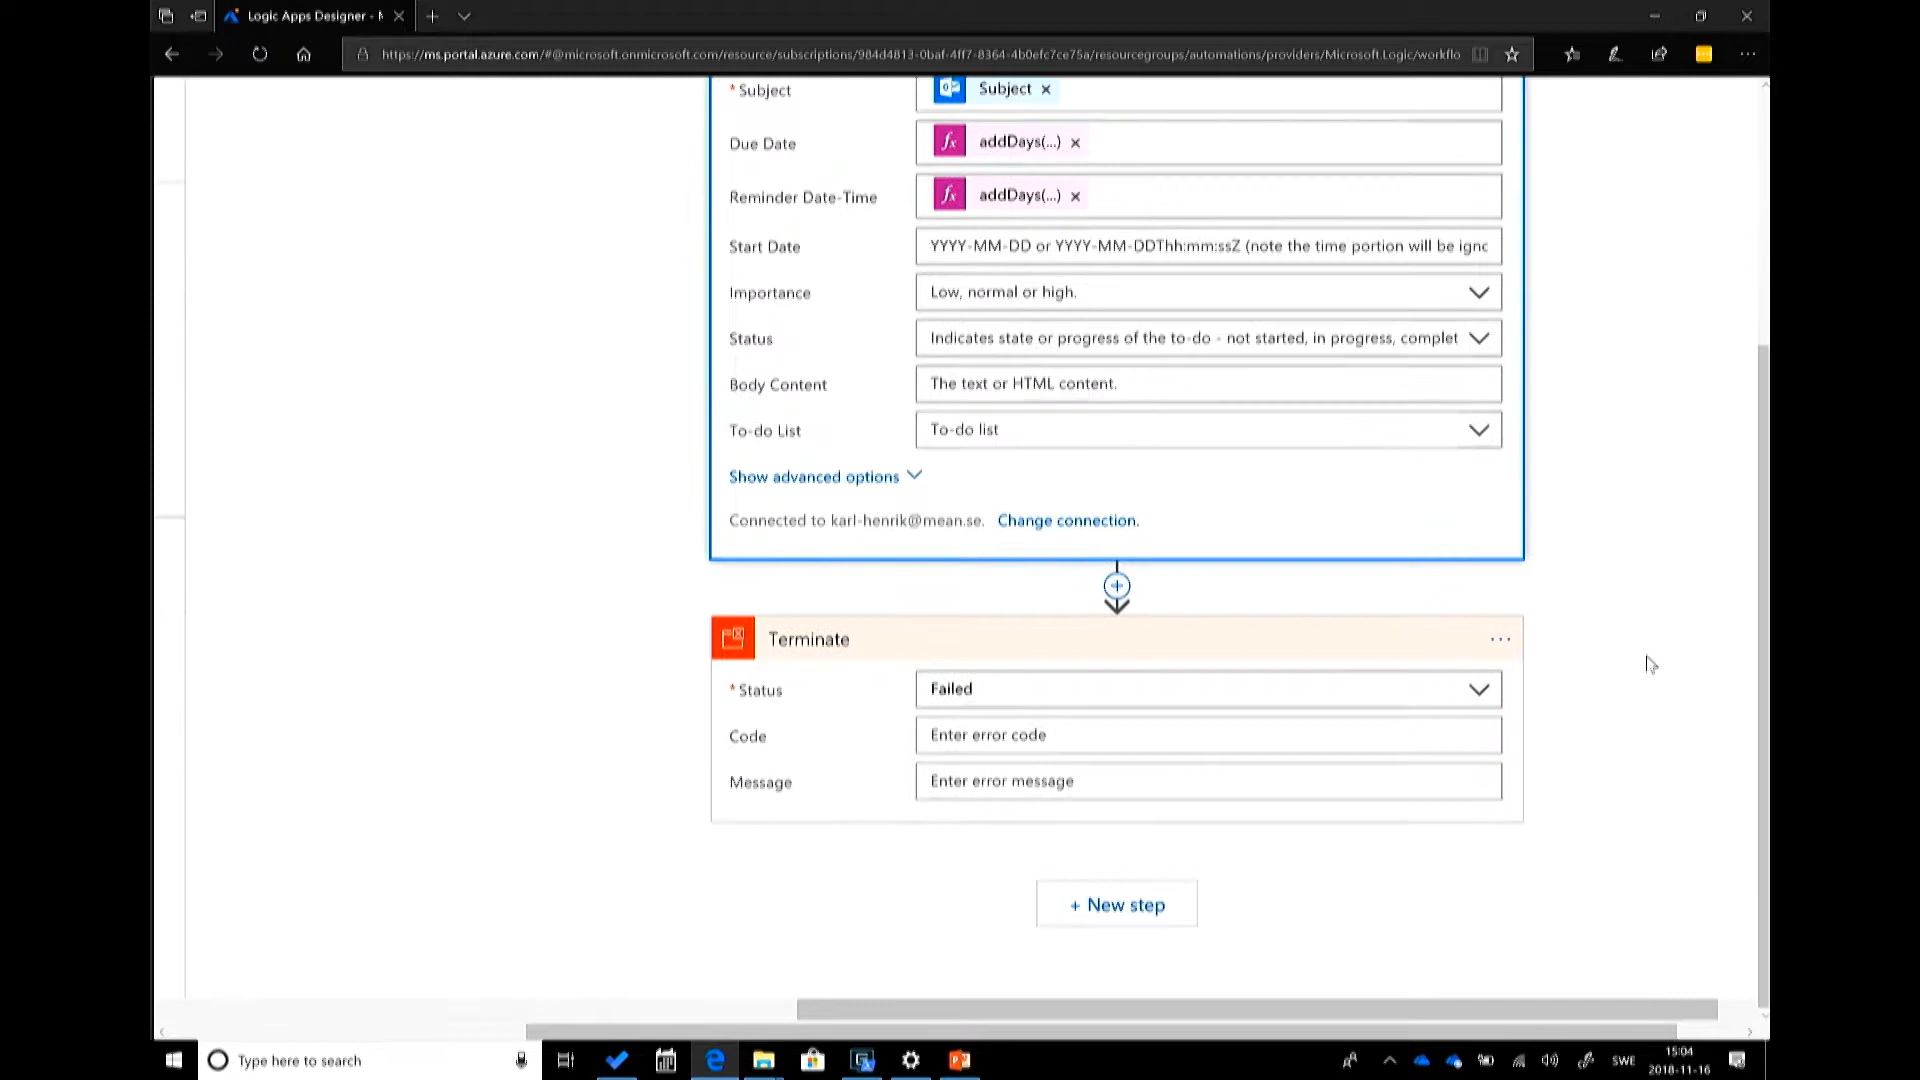 Logic Apps Designer - M
https://ms.portal.azure.com/#@microsoft.onmicrosoft.com/resource/subscriptions/984d4813-0baf-4ff7-8364-4b0efc7ce75a/resourcegroups/automations/providers/Microsoft.Logic/workflo
* Subject
Subject ×
Due Date
fx addDays(...) ×
Reminder Date-Time
fx addDays(...) ×
Start Date
YYYY-MM-DD or YYYY-MM-DDThh:mm:ssZ (note the time portion will be ignc
Importance
Low, normal or high.
Status
Indicates state or progress of the to-do - not started, in progress, complet
Body Content
The text or HTML content.
To-do List
To-do list
Show advanced options
Connected to karl-henrik@mean.se. Change connection.
Terminate
...
* Status
Failed
Code
Enter error code
Message
Enter error message
+ New step
Type here to search
SWE
15:04
2018-11-16